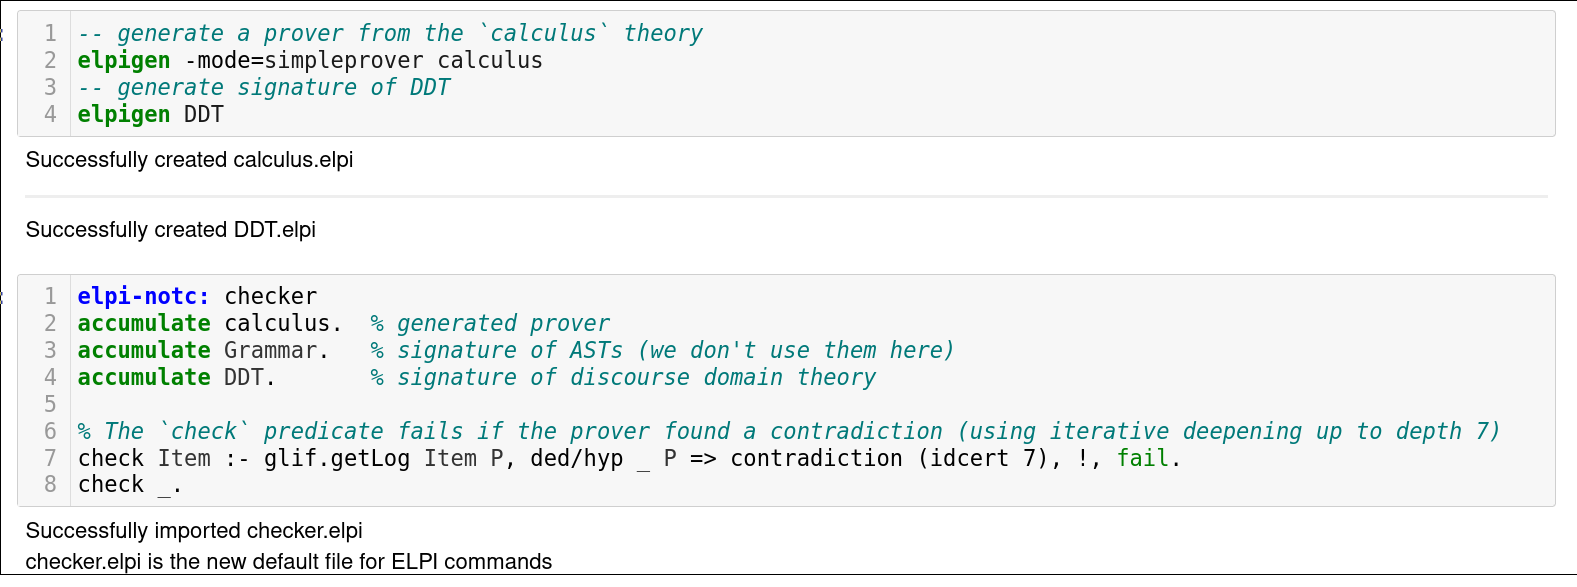 1 -- generate a prover from the `calculus` theory
2 elpigen -mode=simpleprover calculus
3 -- generate signature of DDT
4 elpigen DDT
Successfully created calculus.elpi
Successfully created DDT.elpi
1 elpi-notc: checker
2 accumulate calculus.  % generated prover
3 accumulate Grammar.   % signature of ASTs (we don't use them here)
4 accumulate DDT.       % signature of discourse domain theory
5
6 % The `check` predicate fails if the prover found a contradiction (using iterative deepening up to depth 7)
7 check Item :- glif.getLog Item P, ded/hyp _ P => contradiction (idcert 7), !, fail.
8 check _.
Successfully imported checker.elpi
checker.elpi is the new default file for ELPI commands